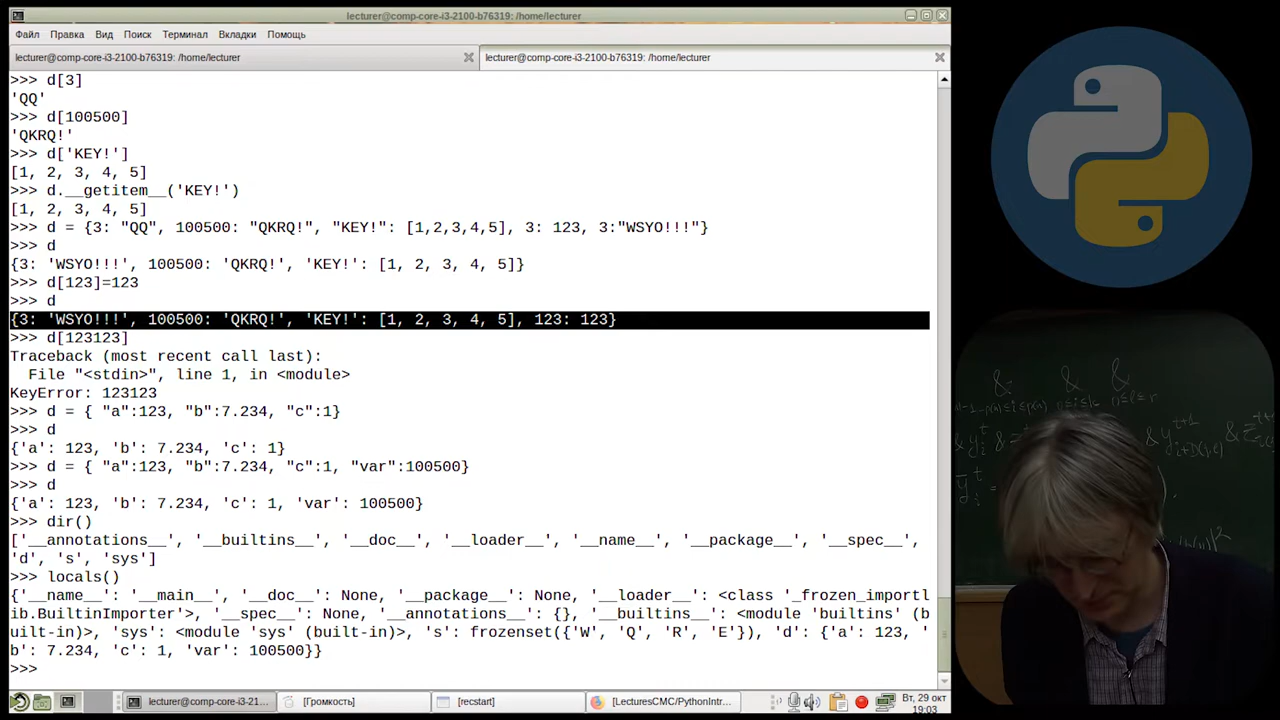 lecturer@comp-core-i3-2100-b76319: /home/lecturer
Файл Правка Вид Поиск Терминал Вкладки Помощь
lecturer@comp-core-i3-2100-b76319: /home/lecturer lecturer@comp-core-i3-2100-b76319: /home/lecturer
>>> d[3]
'QQ'
>>> d[100500]
'QKRQ!'
>>> d['KEY!']
[1, 2, 3, 4, 5]
>>> d.__getitem__('KEY!')
[1, 2, 3, 4, 5]
>>> d = {3: "QQ", 100500: "QKRQ!", "KEY!": [1,2,3,4,5], 3: 123, 3:"WSYO!!!"}
>>> d
{3: 'WSYO!!!', 100500: 'QKRQ!', 'KEY!': [1, 2, 3, 4, 5]}
>>> d[123]=123
>>> d
{3: 'WSYO!!!', 100500: 'QKRQ!', 'KEY!': [1, 2, 3, 4, 5], 123: 123}
>>> d[123123]
Traceback (most recent call last):
  File "<stdin>", line 1, in <module>
KeyError: 123123
>>> d = { "a":123, "b":7.234, "c":1}
>>> d
{'a': 123, 'b': 7.234, 'c': 1}
>>> d = { "a":123, "b":7.234, "c":1, "var":100500}
>>> d
{'a': 123, 'b': 7.234, 'c': 1, 'var': 100500}
>>> dir()
['__annotations__', '__builtins__', '__doc__', '__loader__', '__name__', '__package__', '__spec__',
'd', 's', 'sys']
>>> locals()
{'__name__': '__main__', '__doc__': None, '__package__': None, '__loader__': <class '_frozen_importl
ib.BuiltinImporter'>, '__spec__': None, '__annotations__': {}, '__builtins__': <module 'builtins' (b
uilt-in)>, 'sys': <module 'sys' (built-in)>, 's': frozenset({'W', 'Q', 'R', 'E'}), 'd': {'a': 123, '
b': 7.234, 'c': 1, 'var': 100500}}
>>>
lecturer@comp-core-i3-21... [Громкость] [recstart] [LecturesCMC/PythonIntr... Вт, 29 окт
19:03